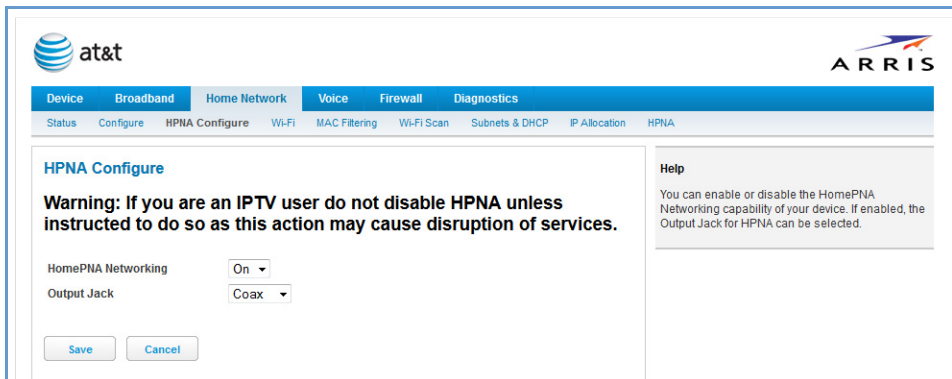 at&t
ARRIS
Device Broadband Home Network Voice Firewall Diagnostics
Status Configure HPNA Configure Wi-Fi MAC Filtering Wi-Fi Scan Subnets & DHCP IP Allocation HPNA
HPNA Configure
Warning: If you are an IPTV user do not disable HPNA unless
instructed to do so as this action may cause disruption of services.
HomePNA Networking On
Output Jack Coax
Save Cancel
Help
You can enable or disable the HomePNA
Networking capability of your device. If enabled, the
Output Jack for HPNA can be selected.